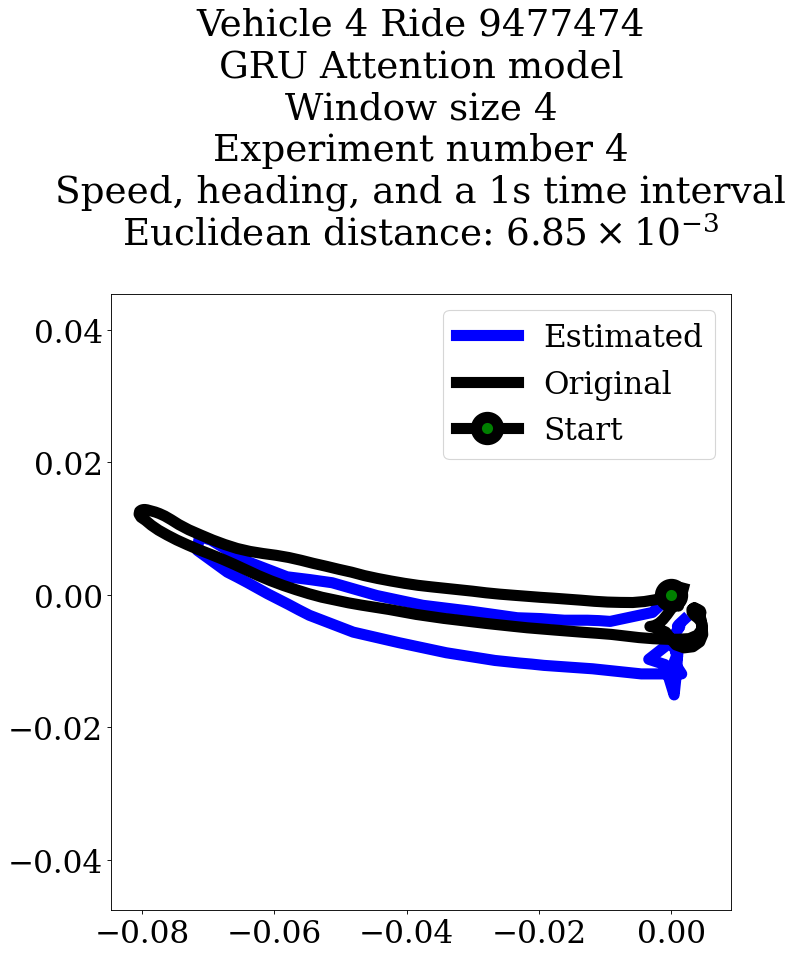 Vehicle 4 Ride 9477474
GRU Attention model
Window size 4
Experiment number 4
Speed, heading, and a 1s time interval
Euclidean distance: 6.85 × 10⁻³
Estimated
Original
Start
0.04
0.02
0.00
−0.02
−0.04
−0.08
−0.06
−0.04
−0.02
0.00